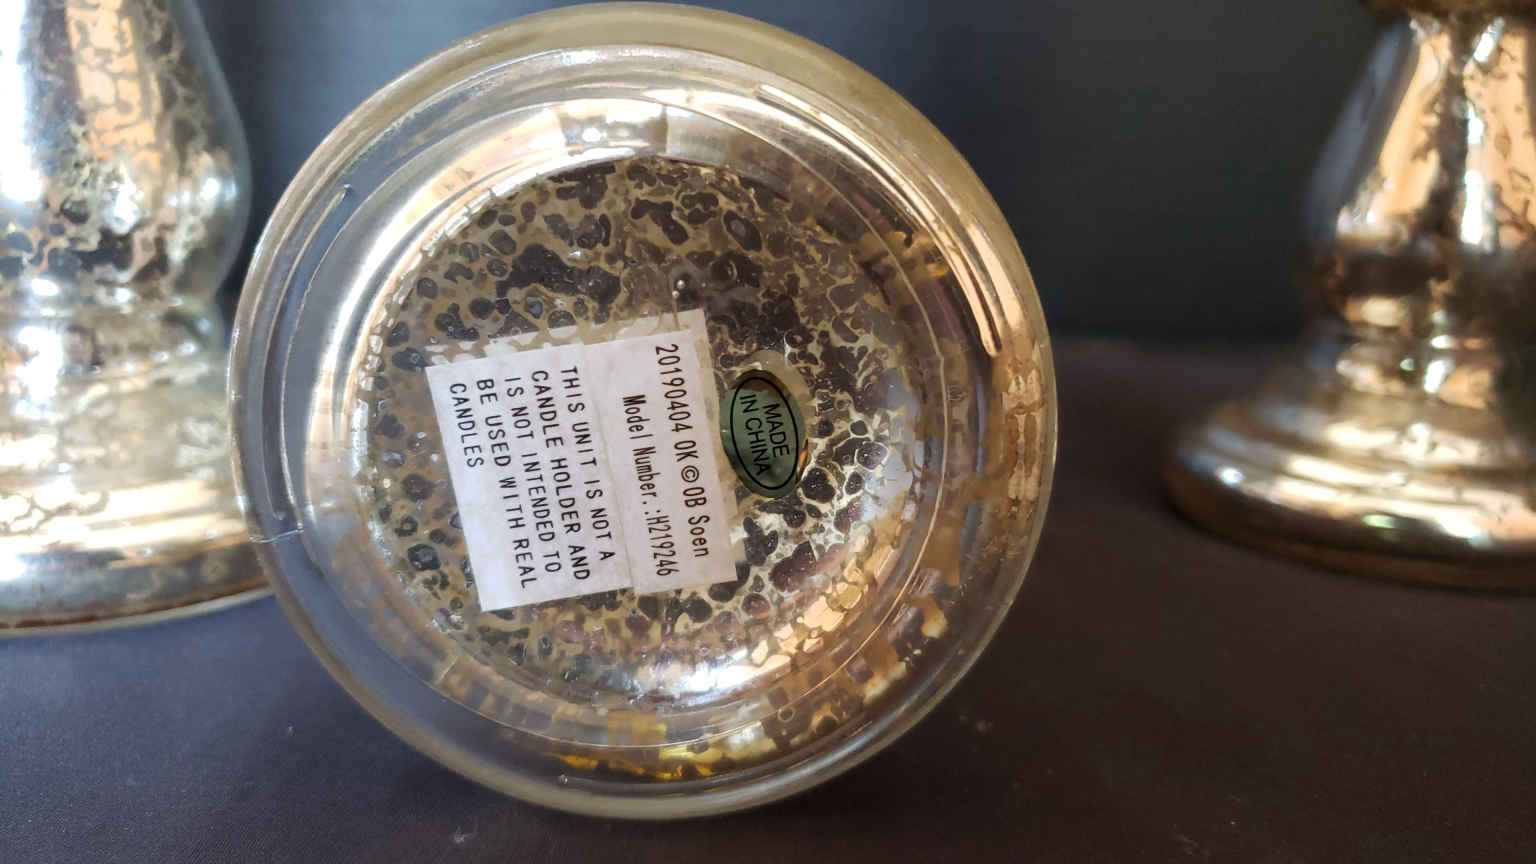 20190404 OK ©OB Soen
Model Number.:H219246
THIS UNIT IS NOT A
CANDLE HOLDER AND
IS NOT INTENDED TO
BE USED WITH REAL
CANDLES
MADE
IN CHINA